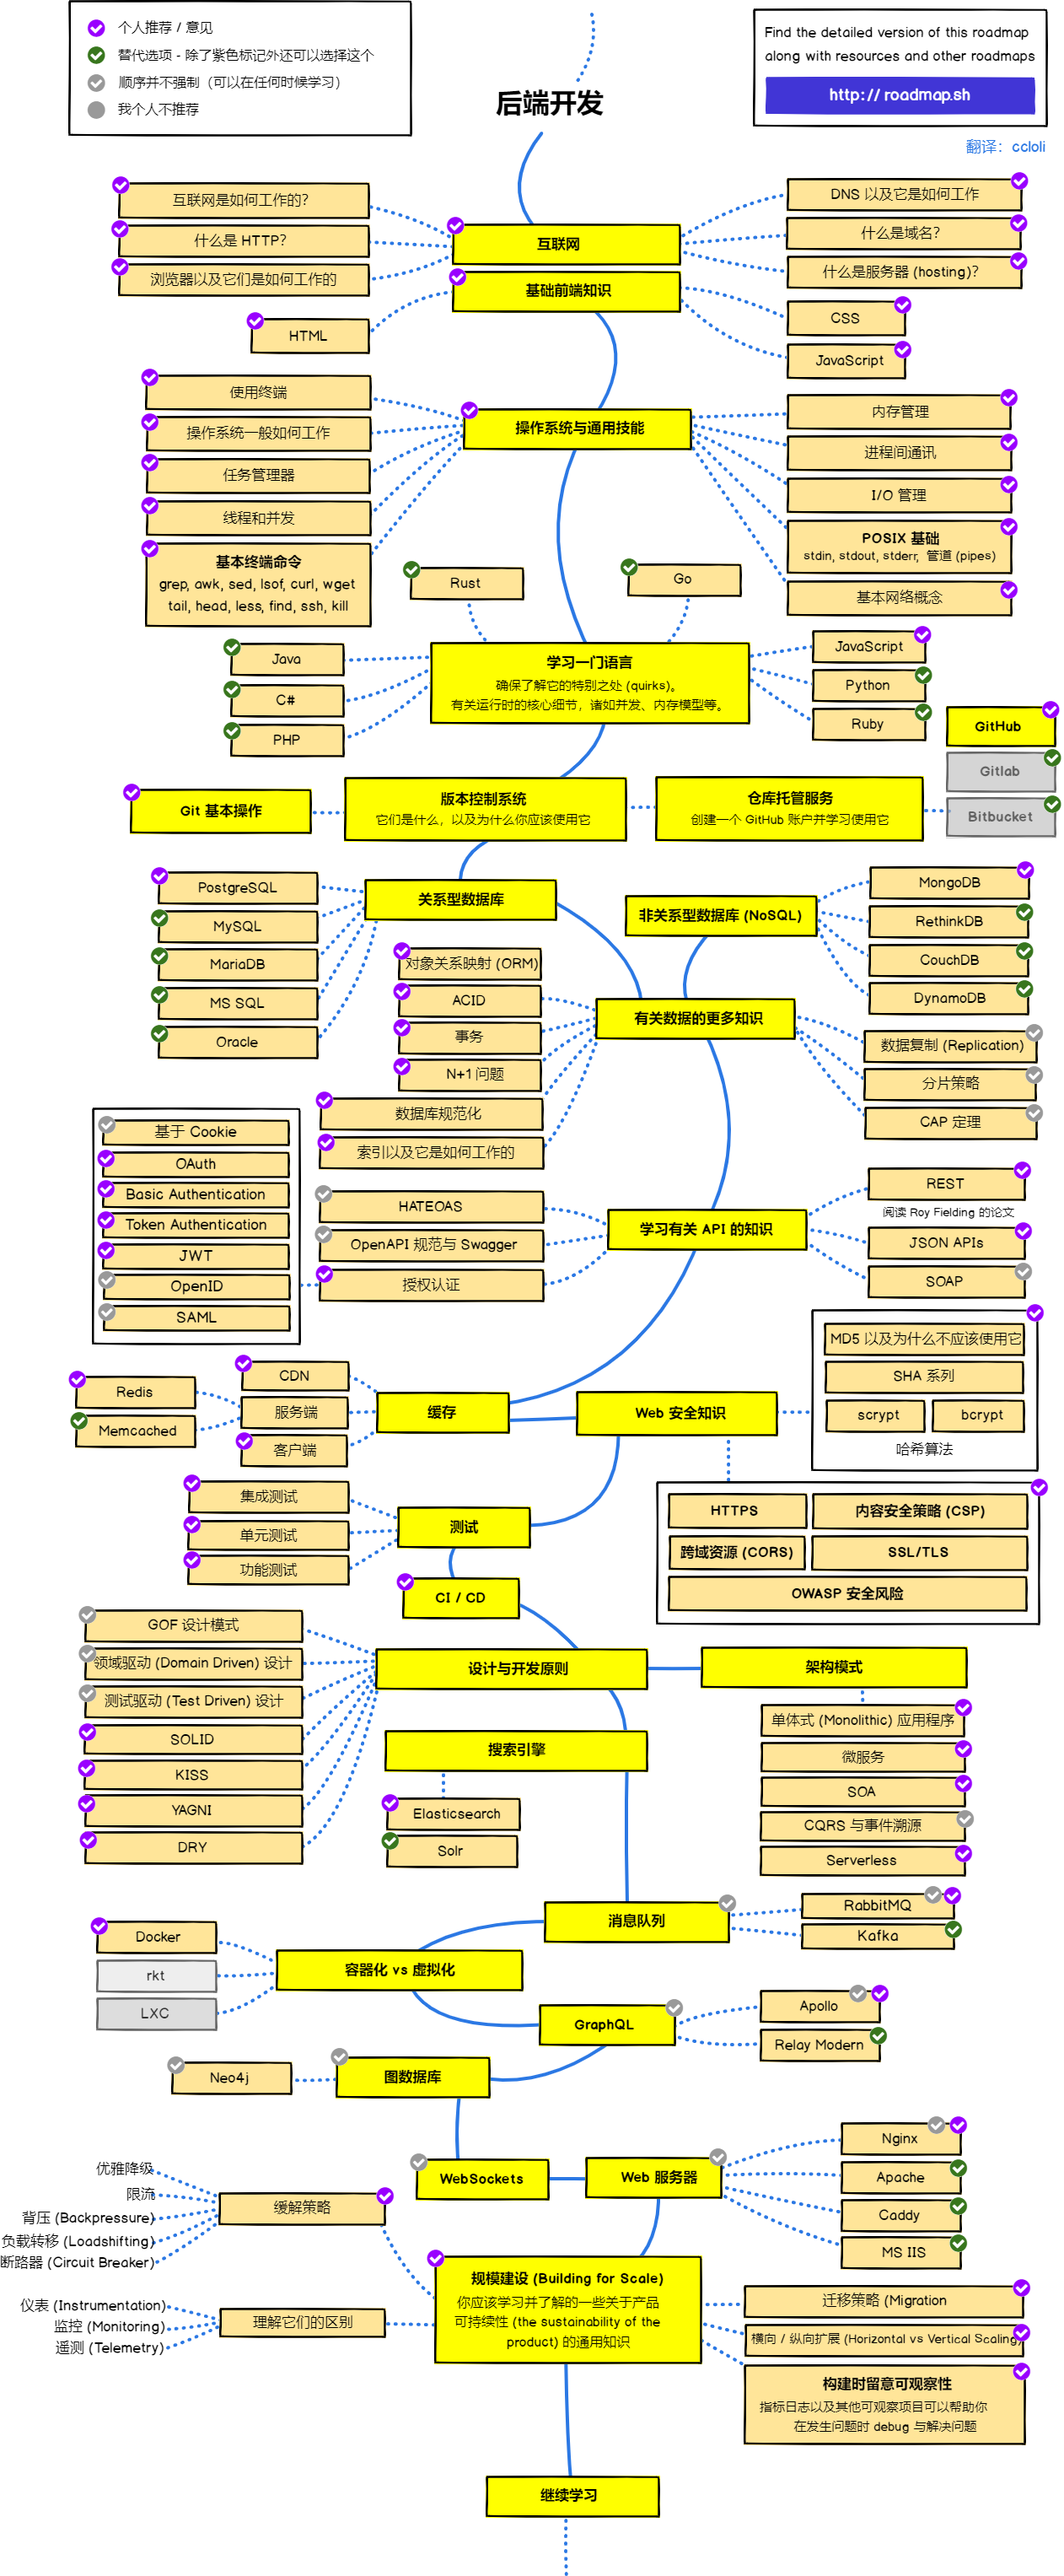 个人推荐 / 意见
替代选项 - 除了紫色标记外还可以选择这个
顺序并不强制（可以在任何时候学习）
我个人不推荐
Find the detailed version of this roadmap
along with resources and other roadmaps
http:// roadmap.sh
翻译：ccloli
后端开发
互联网
互联网是如何工作的？
什么是 HTTP？
浏览器以及它们是如何工作的
DNS 以及它是如何工作
什么是域名？
什么是服务器 (hosting)？
基础前端知识
HTML
CSS
JavaScript
操作系统与通用技能
使用终端
操作系统一般如何工作
任务管理器
线程和并发
基本终端命令
grep, awk, sed, lsof, curl, wget
tail, head, less, find, ssh, kill
内存管理
进程间通讯
I/O 管理
POSIX 基础
stdin, stdout, stderr, 管道 (pipes)
基本网络概念
Rust
Go
学习一门语言
确保了解它的特别之处 (quirks)。
有关运行时的核心细节，诸如并发、内存模型等。
Java
C#
PHP
JavaScript
Python
Ruby
GitHub
Gitlab
Bitbucket
Git 基本操作
版本控制系统
它们是什么，以及为什么你应该使用它
仓库托管服务
创建一个 GitHub 账户并学习使用它
关系型数据库
PostgreSQL
MySQL
MariaDB
MS SQL
Oracle
非关系型数据库 (NoSQL)
MongoDB
RethinkDB
CouchDB
DynamoDB
有关数据的更多知识
对象关系映射 (ORM)
ACID
事务
N+1 问题
数据库规范化
索引以及它是如何工作的
数据复制 (Replication)
分片策略
CAP 定理
基于 Cookie
OAuth
Basic Authentication
Token Authentication
JWT
OpenID
SAML
学习有关 API 的知识
HATEOAS
OpenAPI 规范与 Swagger
授权认证
REST
阅读 Roy Fielding 的论文
JSON APIs
SOAP
缓存
CDN
服务端
客户端
Redis
Memcached
Web 安全知识
MD5 以及为什么不应该使用它
SHA 系列
scrypt
bcrypt
哈希算法
HTTPS
内容安全策略 (CSP)
跨域资源 (CORS)
SSL/TLS
OWASP 安全风险
测试
集成测试
单元测试
功能测试
CI / CD
设计与开发原则
GOF 设计模式
领域驱动 (Domain Driven) 设计
测试驱动 (Test Driven) 设计
SOLID
KISS
YAGNI
DRY
架构模式
单体式 (Monolithic) 应用程序
微服务
SOA
CQRS 与事件溯源
Serverless
搜索引擎
Elasticsearch
Solr
消息队列
RabbitMQ
Kafka
容器化 vs 虚拟化
Docker
rkt
LXC
GraphQL
Apollo
Relay Modern
图数据库
Neo4j
WebSockets
Web 服务器
Nginx
Apache
Caddy
MS IIS
缓解策略
优雅降级
限流
背压 (Backpressure)
负载转移 (Loadshifting)
断路器 (Circuit Breaker)
规模建设 (Building for Scale)
你应该学习并了解的一些关于产品
可持续性 (the sustainability of the
product) 的通用知识
理解它们的区别
仪表 (Instrumentation)
监控 (Monitoring)
遥测 (Telemetry)
迁移策略 (Migration
横向 / 纵向扩展 (Horizontal vs Vertical Scaling)
构建时留意可观察性
指标日志以及其他可观察项目可以帮助你
在发生问题时 debug 与解决问题
继续学习